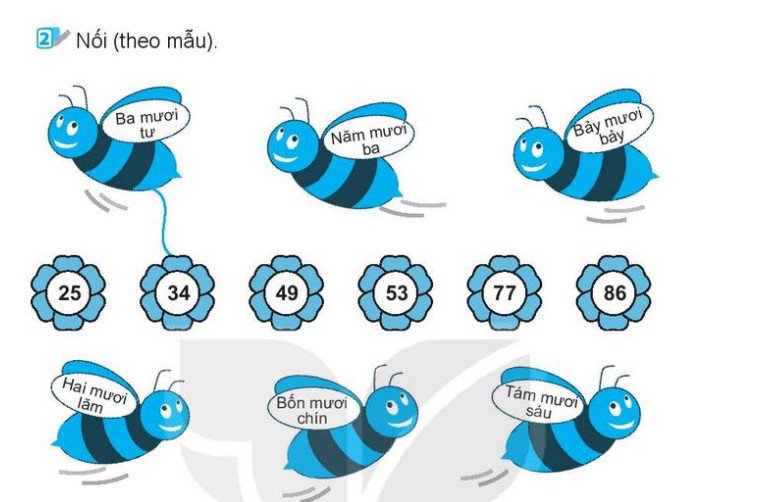 2 Nối (theo mẫu).
Ba mươi
tư
Năm mươi
ba
Bảy mươi
bảy
25 34 49 53 77 86
Hai mươi
lăm
Bốn mươi
chín
Tám mươi
sáu